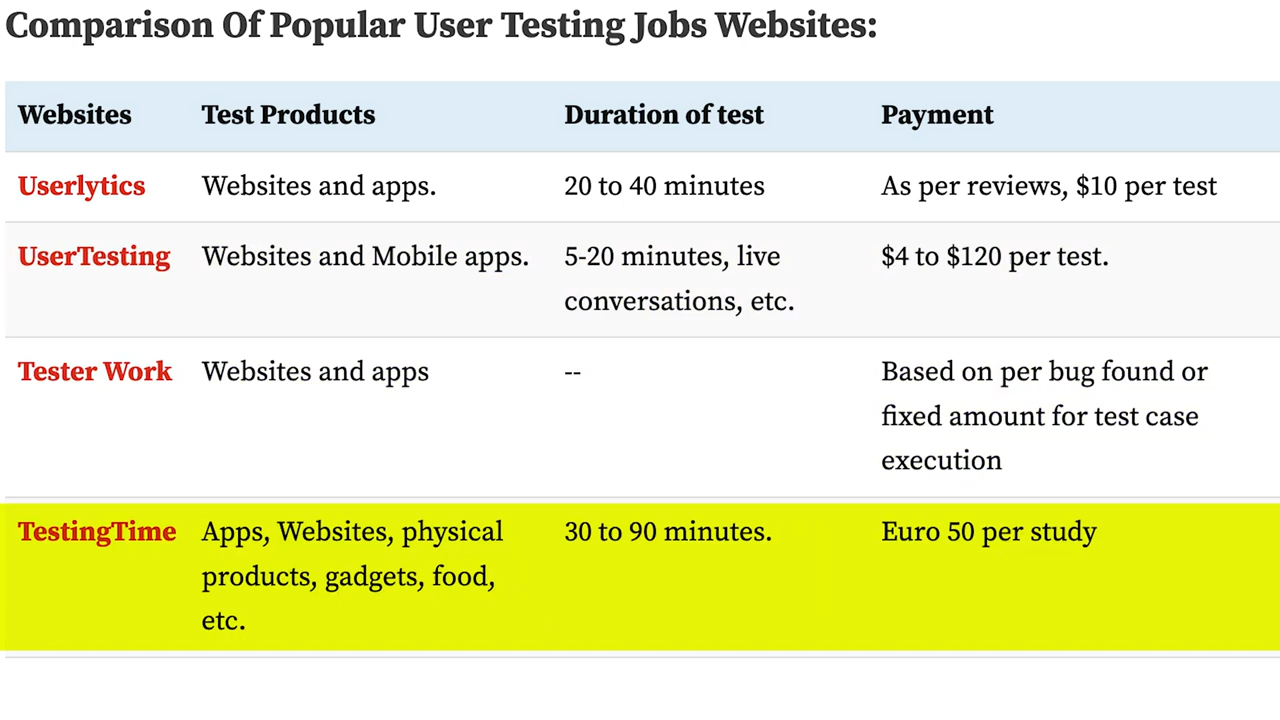 Comparison Of Popular User Testing Jobs Websites:
Websites Test Products Duration of test Payment
Userlytics Websites and apps. 20 to 40 minutes As per reviews, $10 per test
UserTesting Websites and Mobile apps. 5-20 minutes, live $4 to $120 per test.
conversations, etc.
Tester Work Websites and apps -- Based on per bug found or
fixed amount for test case
execution
TestingTime Apps, Websites, physical 30 to 90 minutes. Euro 50 per study
products, gadgets, food,
etc.